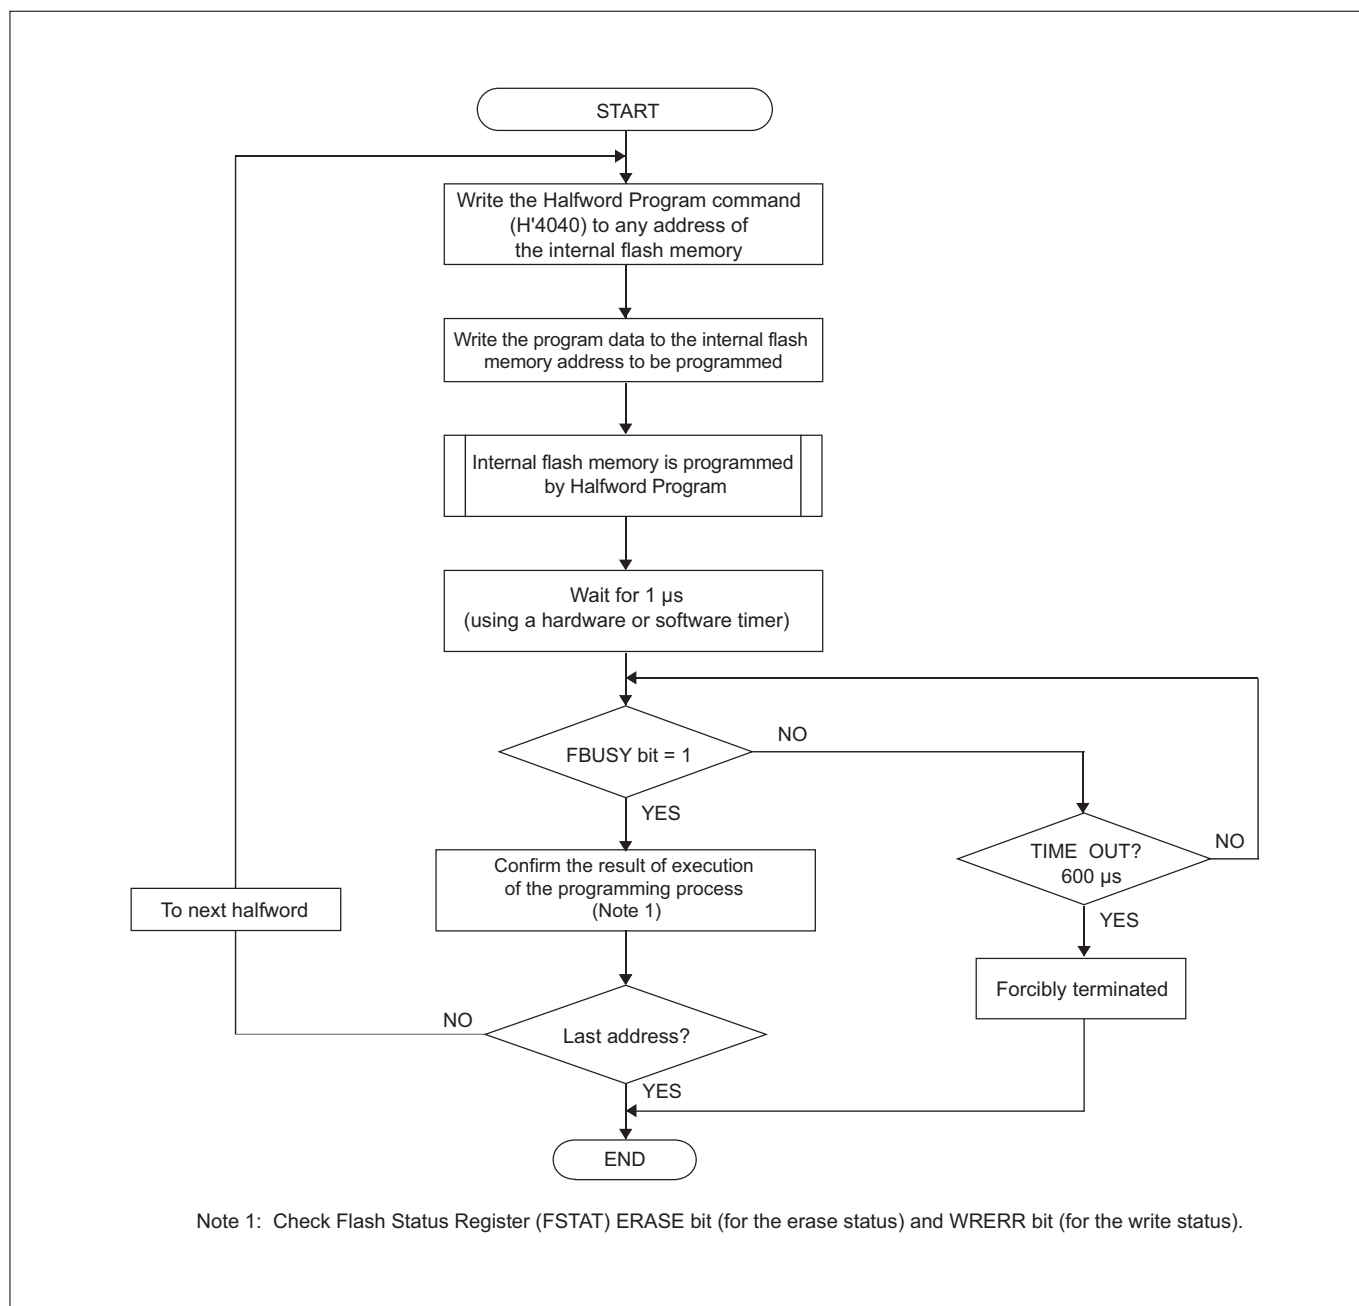 START
Write the Halfword Program command
(H'4040) to any address of
the internal flash memory
Write the program data to the internal flash
memory address to be programmed
Internal flash memory is programmed
by Halfword Program
Wait for 1 µs
(using a hardware or software timer)
FBUSY bit = 1
NO
YES
TIME OUT?
600 µs
NO
YES
Confirm the result of execution
of the programming process
(Note 1)
To next halfword
Forcibly terminated
Last address?
NO
YES
END
Note 1: Check Flash Status Register (FSTAT) ERASE bit (for the erase status) and WRERR bit (for the write status).